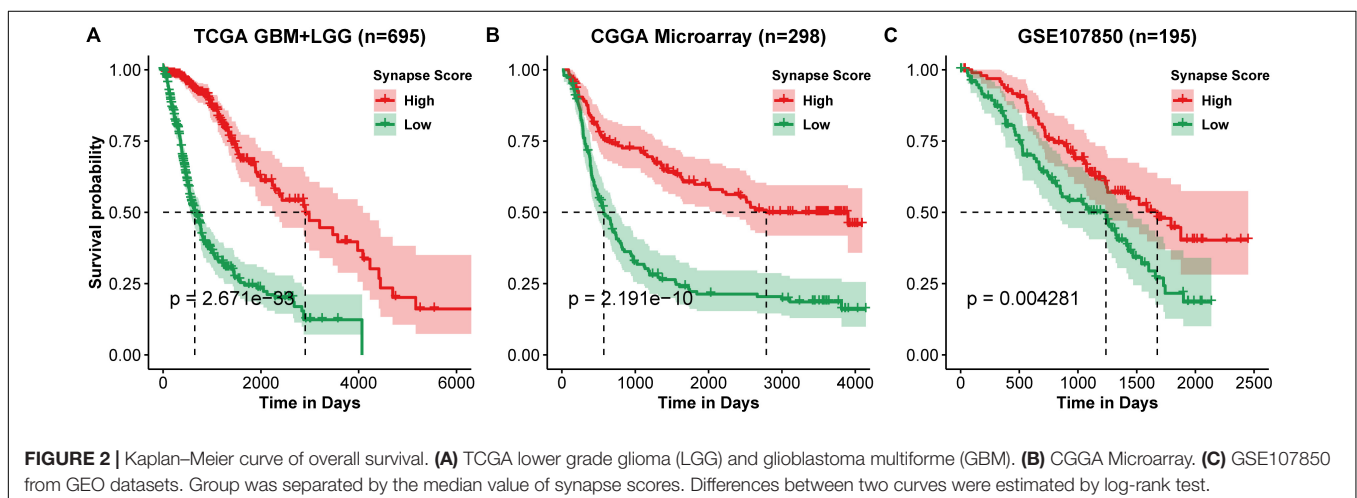 A TCGA GBM+LGG (n=695)
Survival probability
1.00
0.75
0.50
0.25
0.00
Synapse Score
High
Low
p = 2.671e−33
0 2000 4000 6000
Time in Days
B CGGA Microarray (n=298)
1.00
0.75
0.50
0.25
0.00
Synapse Score
High
Low
p = 2.191e−10
0 1000 2000 3000 4000
Time in Days
C GSE107850 (n=195)
1.00
0.75
0.50
0.25
0.00
Synapse Score
High
Low
p = 0.004281
0 500 1000 1500 2000 2500
Time in Days
FIGURE 2 | Kaplan–Meier curve of overall survival. (A) TCGA lower grade glioma (LGG) and glioblastoma multiforme (GBM). (B) CGGA Microarray. (C) GSE107850
from GEO datasets. Group was separated by the median value of synapse scores. Differences between two curves were estimated by log-rank test.